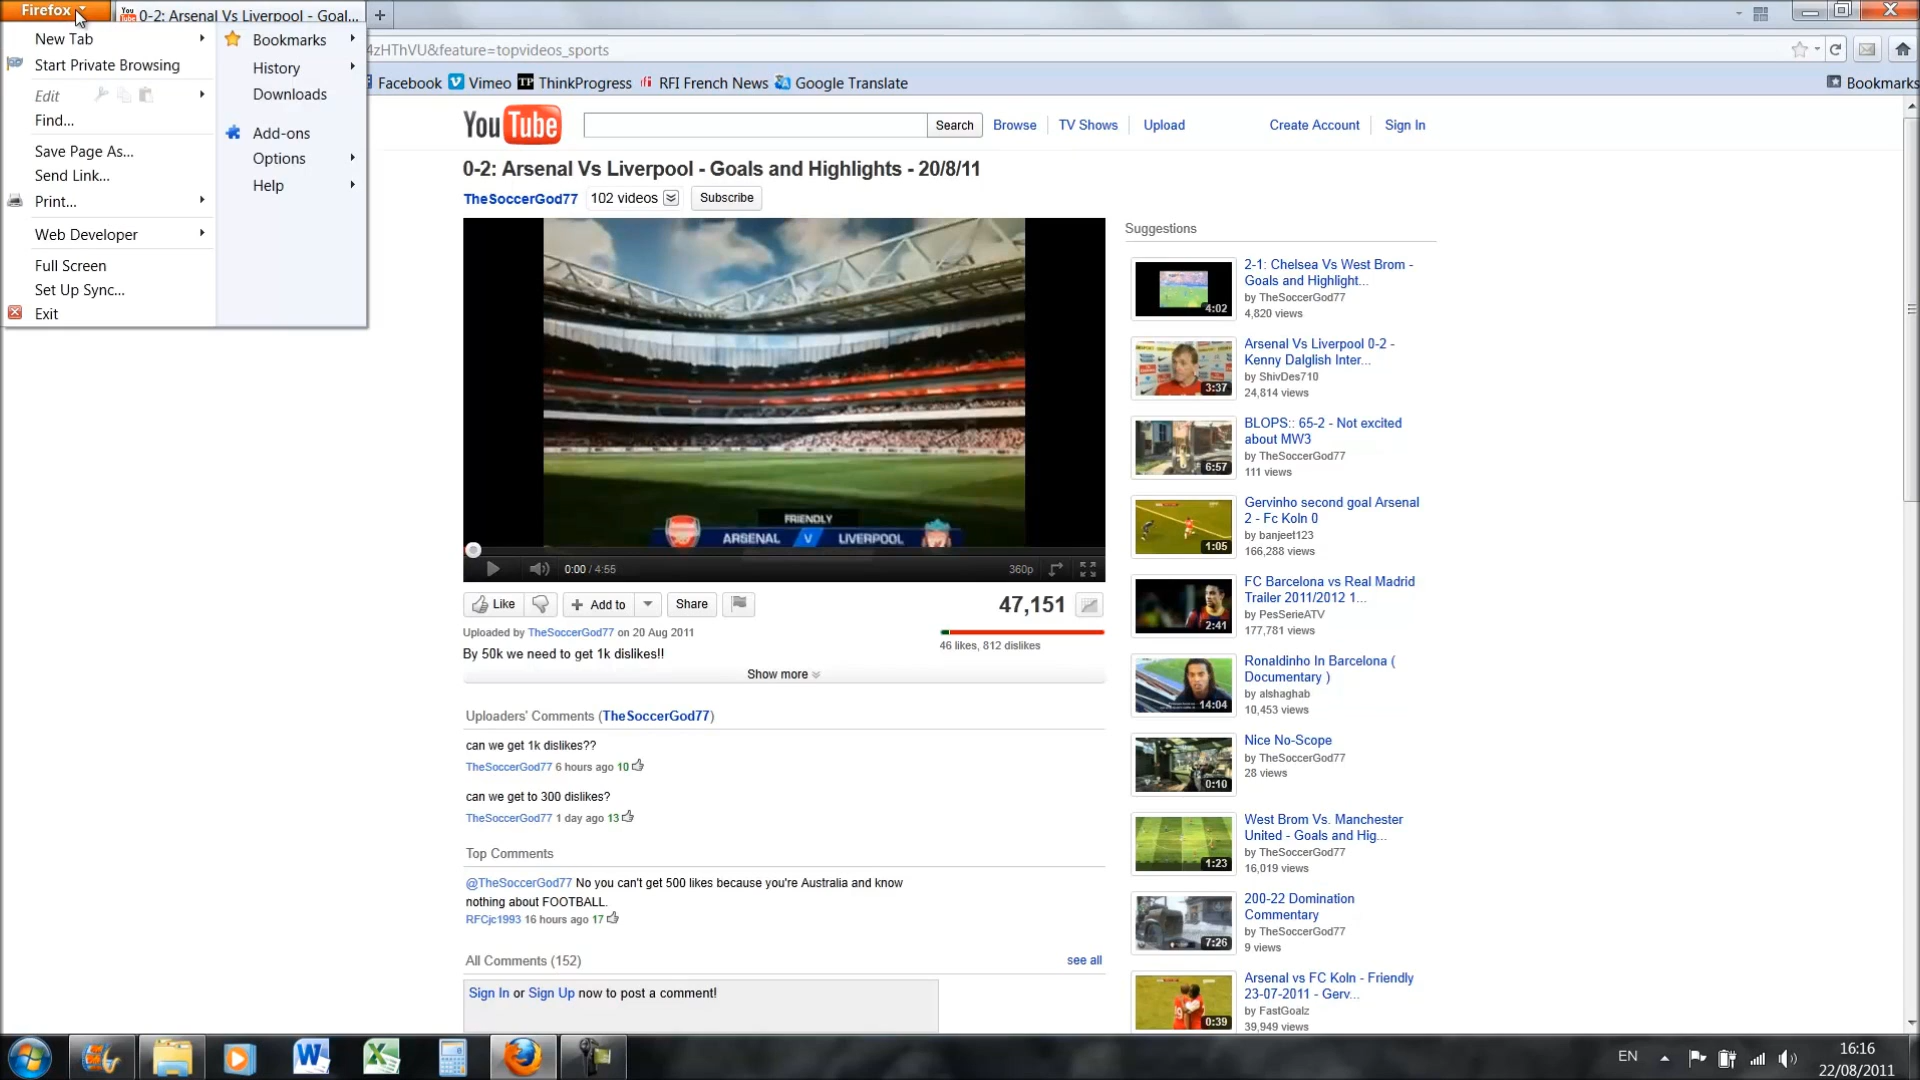 Firefox
0-2: Arsenal Vs Liverpool - Goal...
New Tab
Start Private Browsing
Edit
Find...
Save Page As...
Send Link...
Print...
Web Developer
Full Screen
Set Up Sync...
Exit
Bookmarks
History
Downloads
Add-ons
Options
Help
4zHThVU&feature=topvideos_sports
Facebook Vimeo TP ThinkProgress rfi RFI French News Google Translate Bookmarks
YouTube Search Browse TV Shows Upload Create Account Sign In
0-2: Arsenal Vs Liverpool - Goals and Highlights - 20/8/11
TheSoccerGod77 102 videos Subscribe
FRIENDLY
ARSENAL V LIVERPOOL
0:00 / 4:55 360p
Like Add to Share 47,151
Uploaded by TheSoccerGod77 on 20 Aug 2011
46 likes, 812 dislikes
By 50k we need to get 1k dislikes!!
Show more
Uploaders' Comments (TheSoccerGod77)
can we get 1k dislikes??
TheSoccerGod77 6 hours ago 10
can we get to 300 dislikes?
TheSoccerGod77 1 day ago 13
Top Comments
@TheSoccerGod77 No you can't get 500 likes because you're Australia and know
nothing about FOOTBALL.
RFCjc1993 16 hours ago 17
All Comments (152) see all
Sign In or Sign Up now to post a comment!
Suggestions
2-1: Chelsea Vs West Brom -
Goals and Highlight...
by TheSoccerGod77
4,820 views
4:02
Arsenal Vs Liverpool 0-2 -
Kenny Dalglish Inter...
by ShivDes710
24,814 views
3:37
BLOPS:: 65-2 - Not excited
about MW3
by TheSoccerGod77
111 views
6:57
Gervinho second goal Arsenal
2 - Fc Koln 0
by banjeet123
166,288 views
1:05
FC Barcelona vs Real Madrid
Trailer 2011/2012 1...
by PesSerieATV
177,781 views
2:41
Ronaldinho In Barcelona (
Documentary )
by alshaghab
10,453 views
14:04
Nice No-Scope
by TheSoccerGod77
28 views
0:10
West Brom Vs. Manchester
United - Goals and Hig...
by TheSoccerGod77
16,019 views
1:23
200-22 Domination
Commentary
by TheSoccerGod77
9 views
7:26
Arsenal vs FC Koln - Friendly
23-07-2011 - Gerv...
by FastGoalz
39,949 views
0:39
EN
16:16
22/08/2011